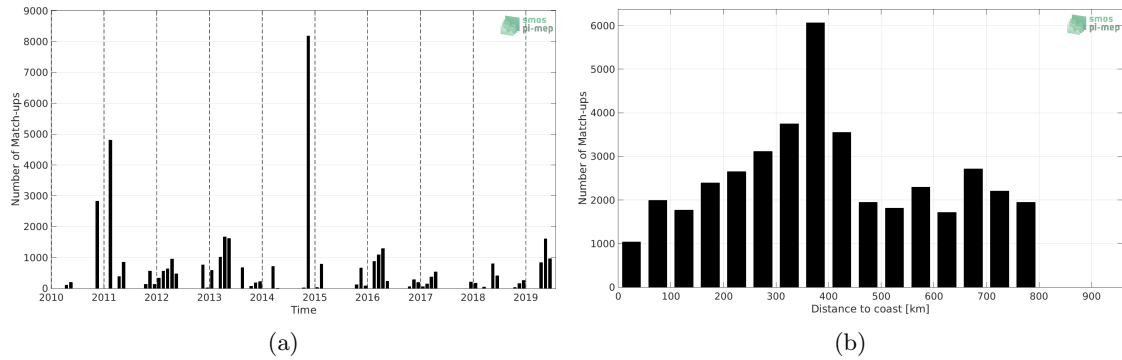 9000
8000
7000
6000
5000
4000
3000
2000
1000
0
Number of Match-ups
2010 2011 2012 2013 2014 2015 2016 2017 2018 2019
Time
smos
pi-mep
(a)
6000
5000
4000
3000
2000
1000
0
Number of Match-ups
0 100 200 300 400 500 600 700 800 900
Distance to coast [km]
smos
pi-mep
(b)